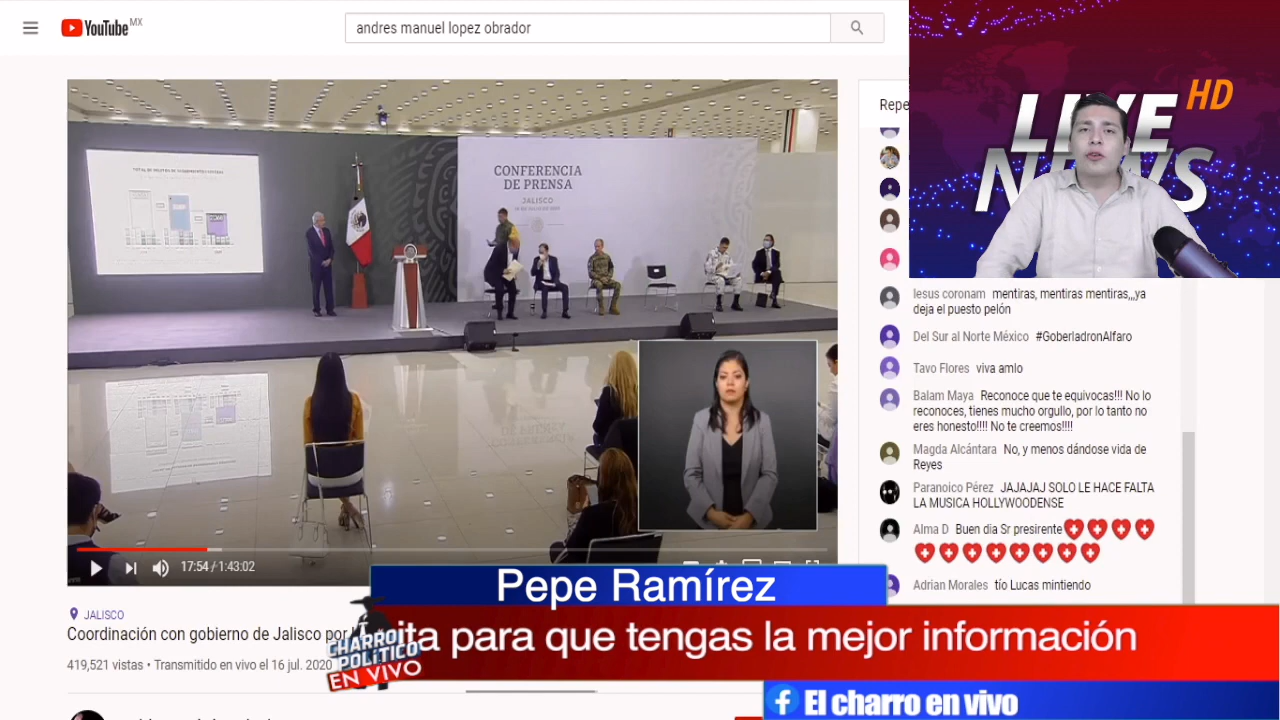 YouTube MX
andres manuel lopez obrador
LIVE HD
NEWS
CONFERENCIA
DE PRENSA
JALISCO
Repe
Iesus coronam mentiras, mentiras mentiras,,,ya
deja el puesto pelón
Del Sur al Norte México #GoberladronAlfaro
Tavo Flores viva amlo
Balam Maya Reconoce que te equivocas!!! No lo
reconoces, tienes mucho orgullo, por lo tanto no
eres honesto!!!! No te creemos!!!!
Magda Alcántara No, y menos dándose vida de
Reyes
Paranoico Pérez JAJAJAJ SOLO LE HACE FALTA
LA MUSICA HOLLYWOODENSE
Alma D Buen dia Sr presirente
Adrian Morales tío Lucas mintiendo
17:54 / 1:43:02
Pepe Ramírez
JALISCO
Coordinación con gobierno de Jalisco por
ita para que tengas la mejor información
CHARRO
POLÍTICO
EN VIVO
419,521 vistas • Transmitido en vivo el 16 jul. 2020
El charro en vivo